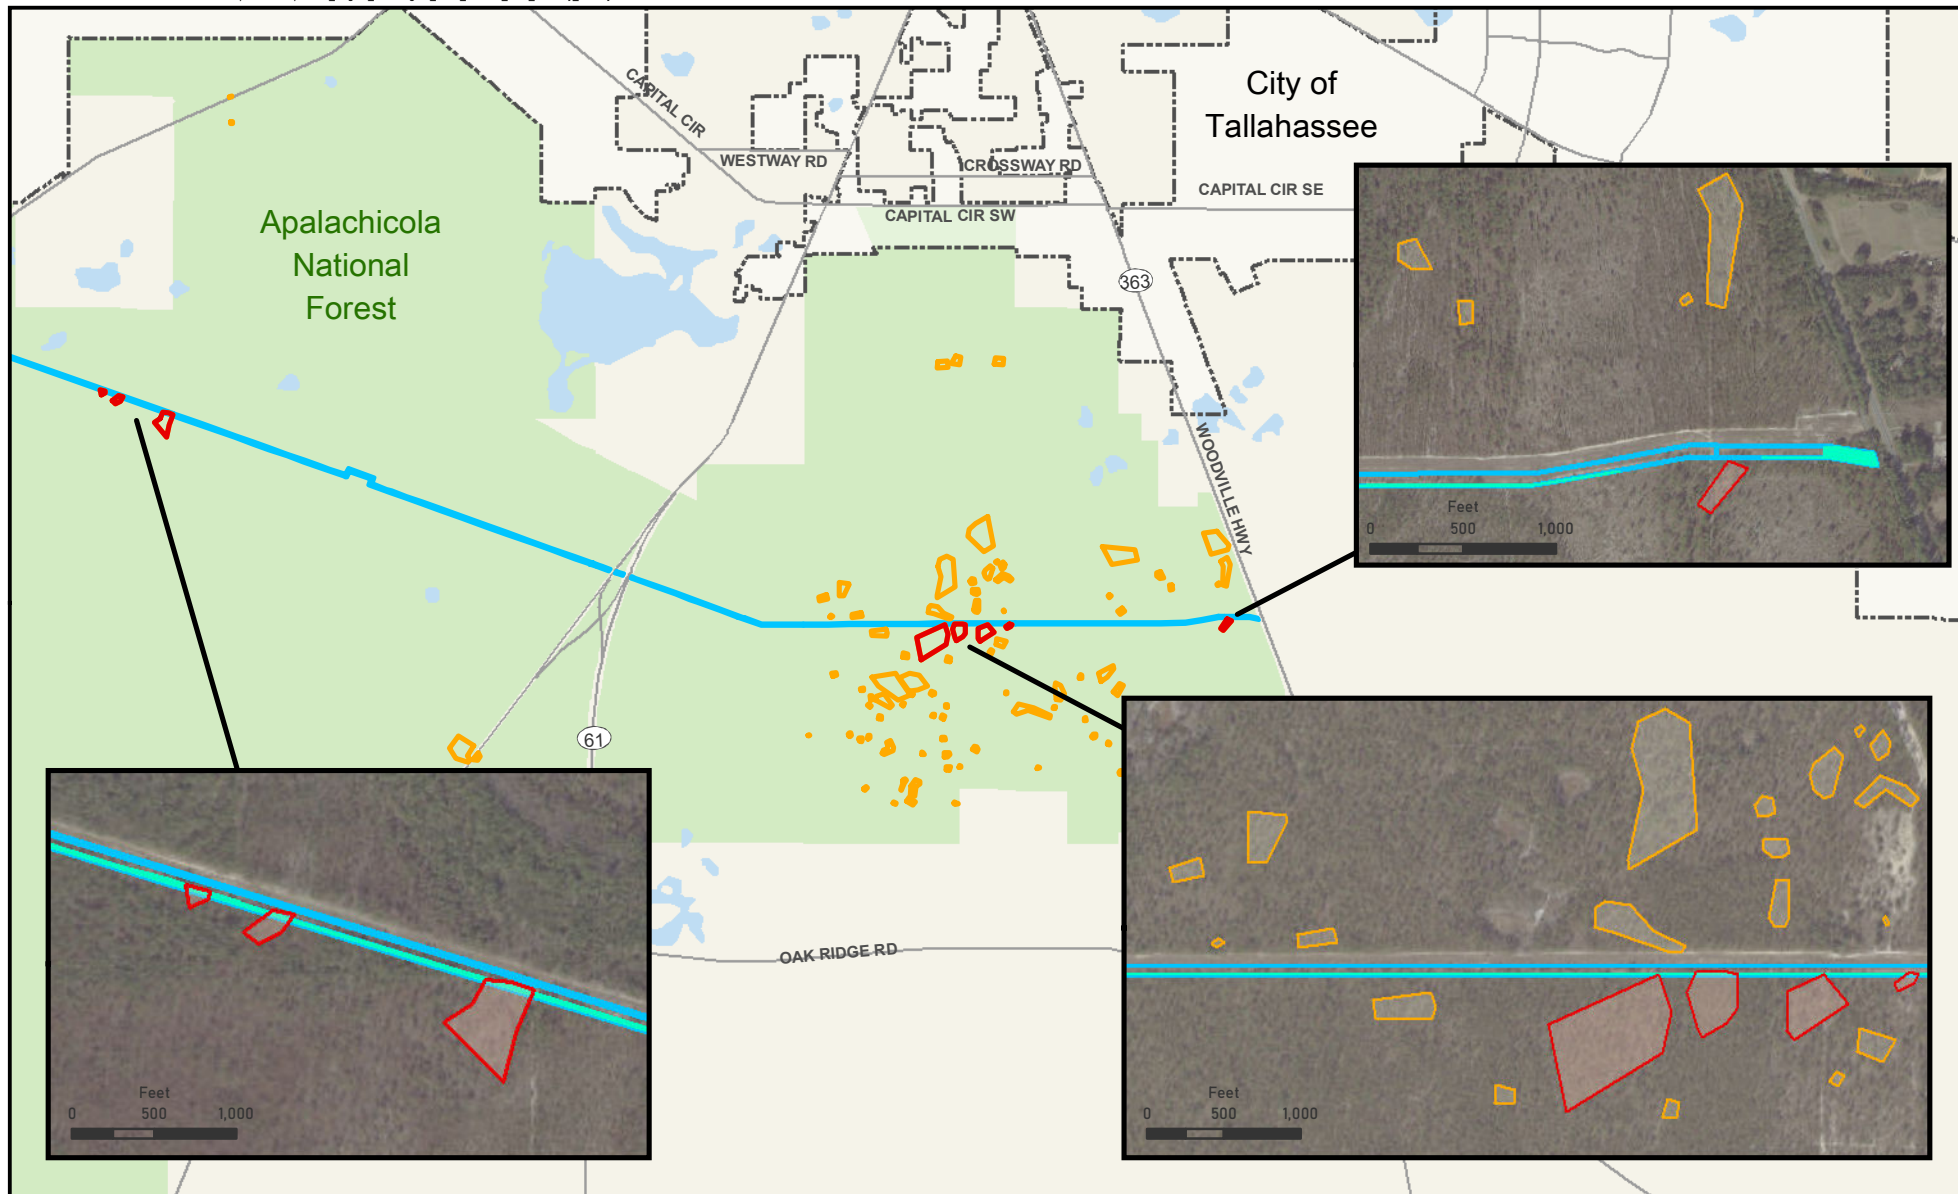 City of
Tallahassee
CAPITAL CIR
WESTWAY RD
CROSSWAY RD
CAPITAL CIR SE
CAPITAL CIR SW
Apalachicola
National
Forest
363
WOODVILLE HWY
Feet
0 500 1,000
61
OAK RIDGE RD
Feet
0 500 1,000
Feet
0 500 1,000